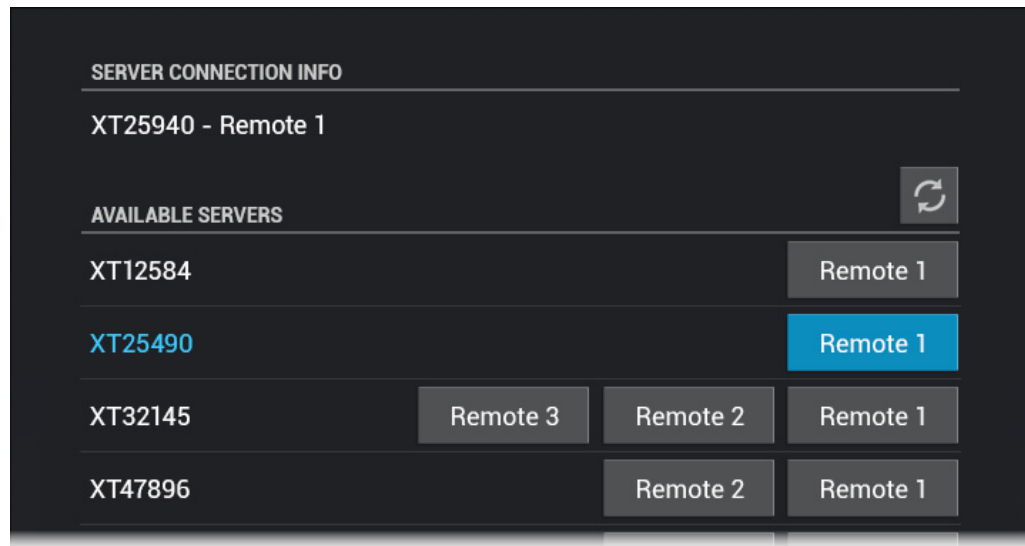 SERVER CONNECTION INFO
XT25940 - Remote 1
AVAILABLE SERVERS
XT12584 Remote 1
XT25490 Remote 1
XT32145 Remote 3 Remote 2 Remote 1
XT47896 Remote 2 Remote 1